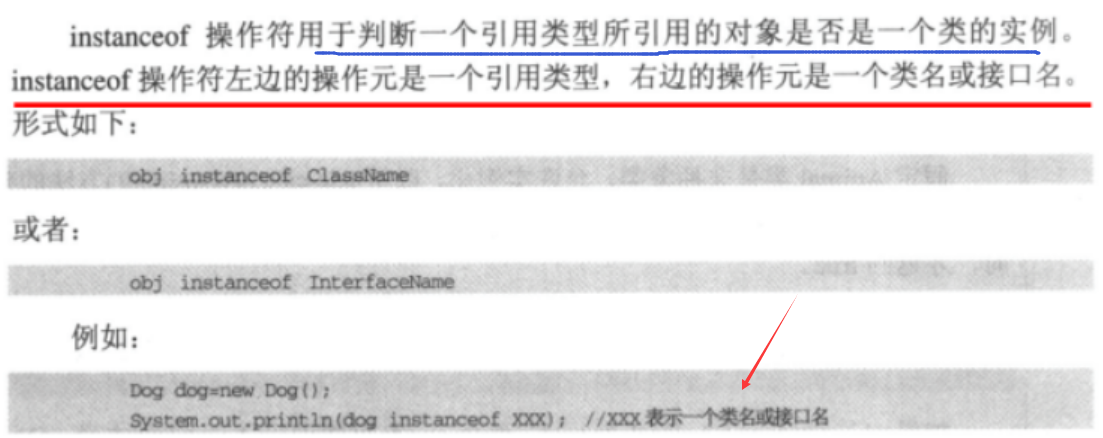 instanceof 操作符用于判断一个引用类型所引用的对象是否是一个类的实例。
instanceof 操作符左边的操作元是一个引用类型，右边的操作元是一个类名或接口名。
形式如下：
obj instanceof ClassName
或者：
obj instanceof InterfaceName
例如：
Dog dog=new Dog();
System.out.println(dog instanceof XXX); //XXX 表示一个类名或接口名